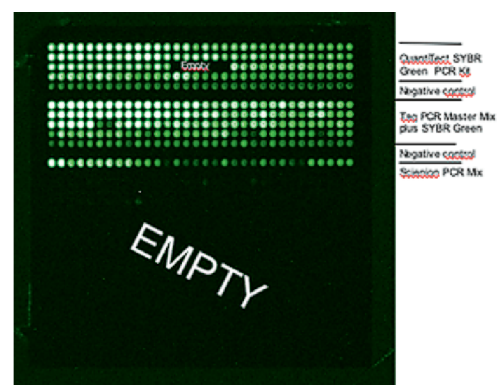 Empty
QuantiTect SYBR
Green PCR Kit
Negative control
Taq PCR Master Mix
plus SYBR Green
Negative control
Scienion PCR Mix
EMPTY